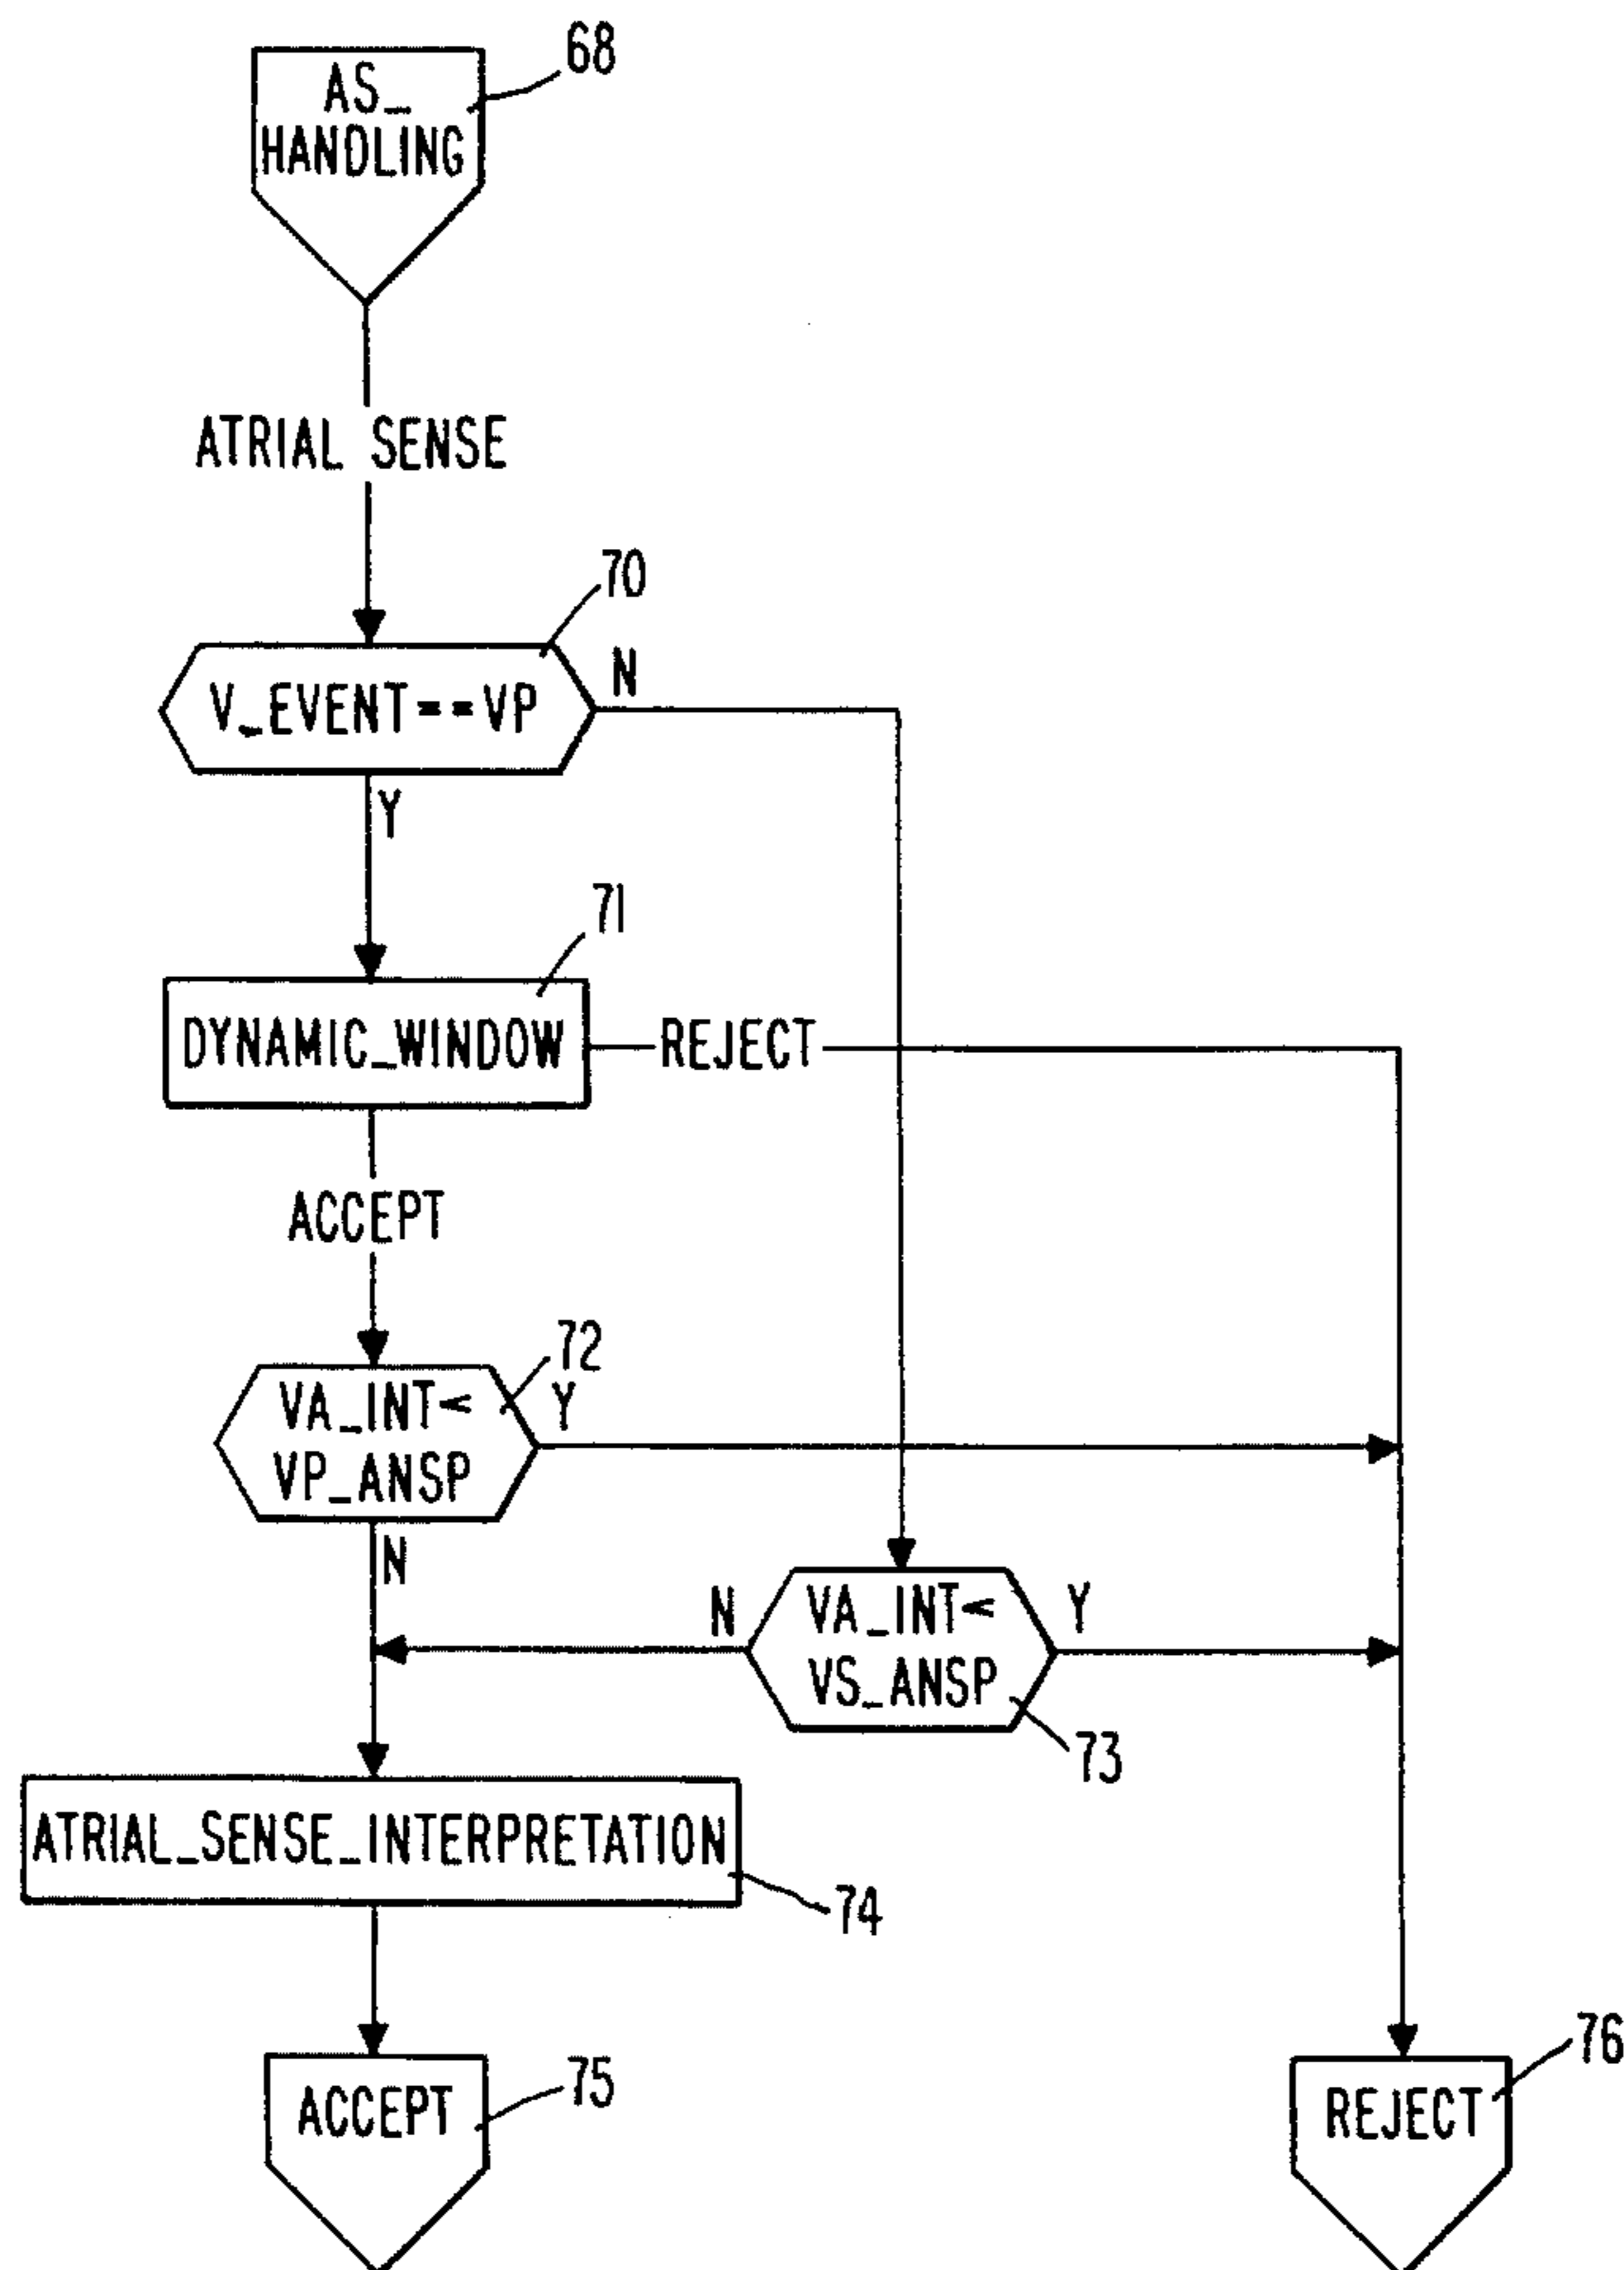 68
AS_
HANDLING
ATRIAL SENSE
70
V_EVENT==VP
N
Y
71
DYNAMIC_WINDOW
REJECT
ACCEPT
72
VA_INT<
VP_ANSP
Y
N
N
VA_INT<
VS_ANSP
Y
73
ATRIAL_SENSE_INTERPRETATION
74
ACCEPT
75
REJECT
76